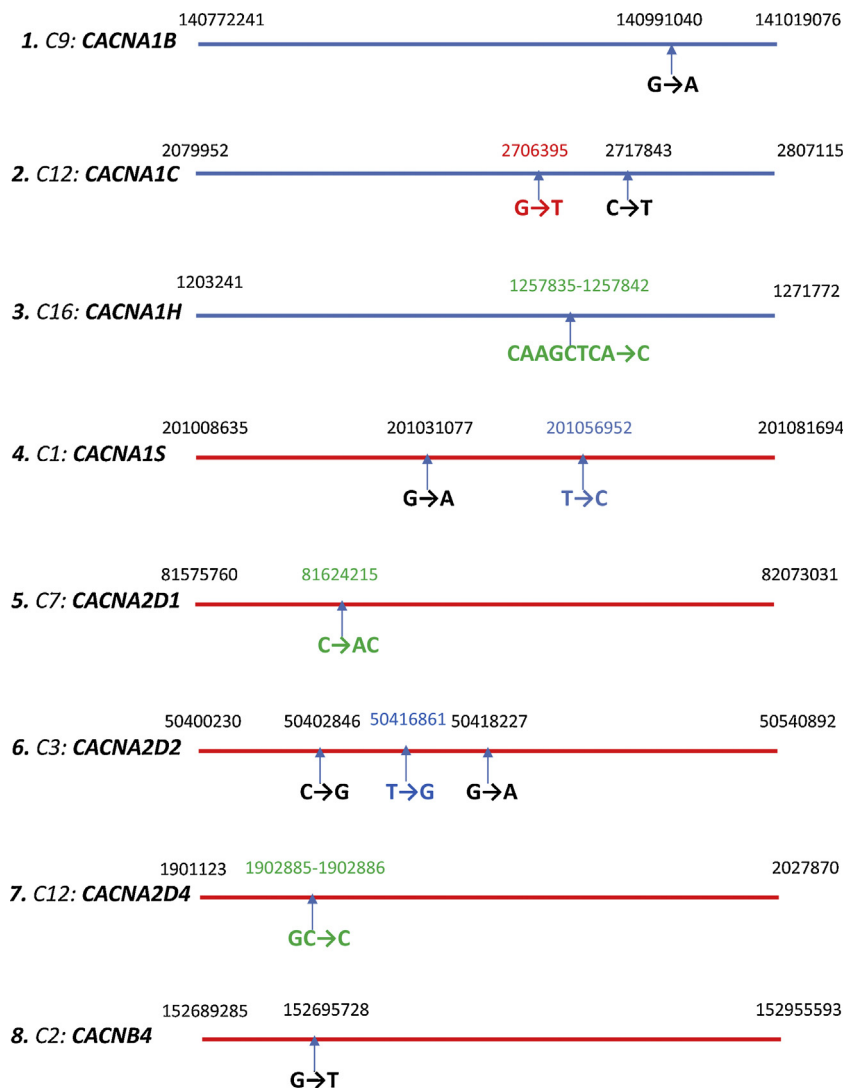 140772241 140991040 141019076
1. C9: CACNA1B
G→A
2079952 2706395 2717843 2807115
2. C12: CACNA1C
G→T C→T
1203241 1257835-1257842 1271772
3. C16: CACNA1H
CAAGCTCA→C
201008635 201031077 201056952 201081694
4. C1: CACNA1S
G→A T→C
81575760 81624215 82073031
5. C7: CACNA2D1
C→AC
50400230 50402846 50416861 50418227 50540892
6. C3: CACNA2D2
C→G T→G G→A
1901123 1902885-1902886 2027870
7. C12: CACNA2D4
GC→C
152689285 152695728 152955593
8. C2: CACNB4
G→T